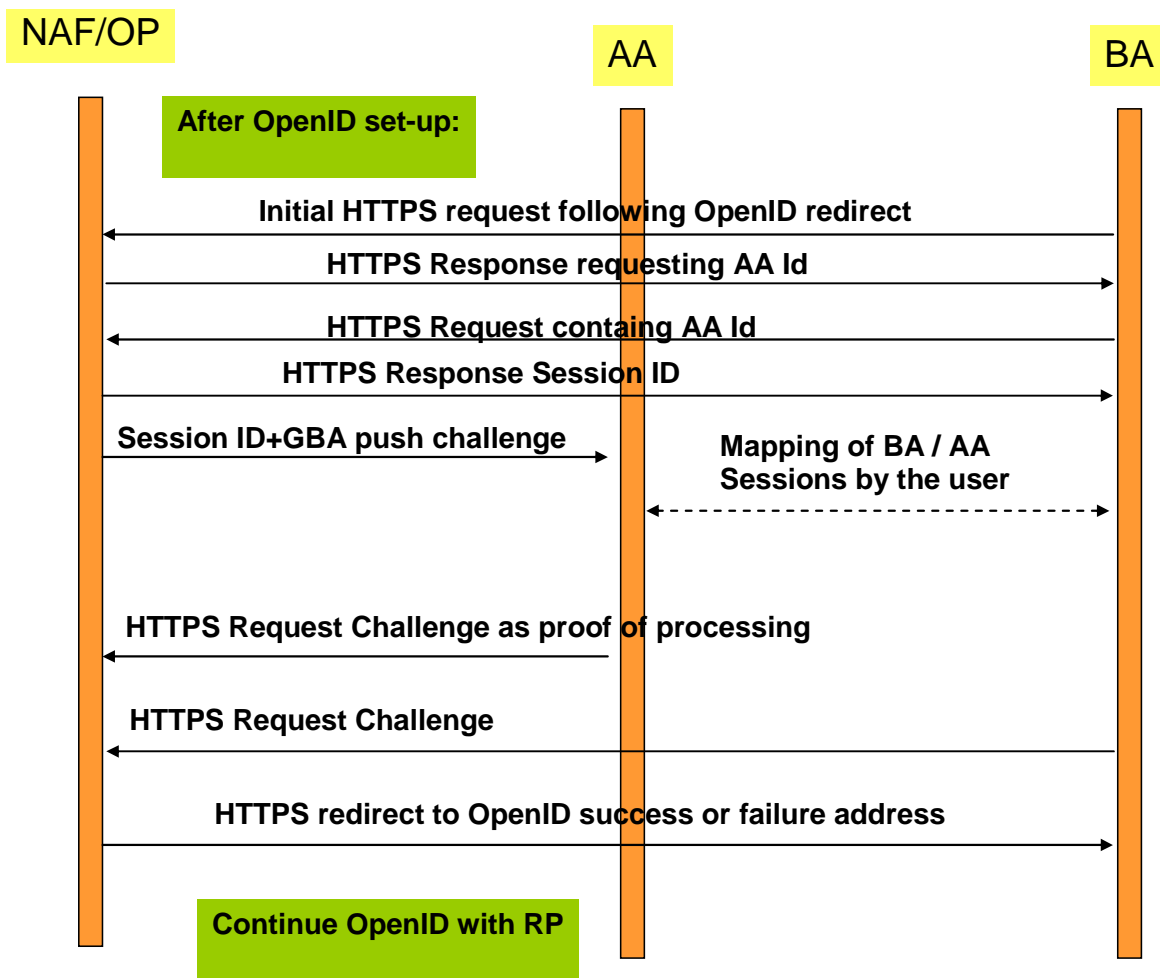 NAF/OP
AA
BA
After OpenID set-up:
Initial HTTPS request following OpenID redirect
HTTPS Response requesting AA Id
HTTPS Request containg AA Id
HTTPS Response Session ID
Session ID+GBA push challenge
Mapping of BA / AA
Sessions by the user
HTTPS Request Challenge as proof of processing
HTTPS Request Challenge
HTTPS redirect to OpenID success or failure address
Continue OpenID with RP